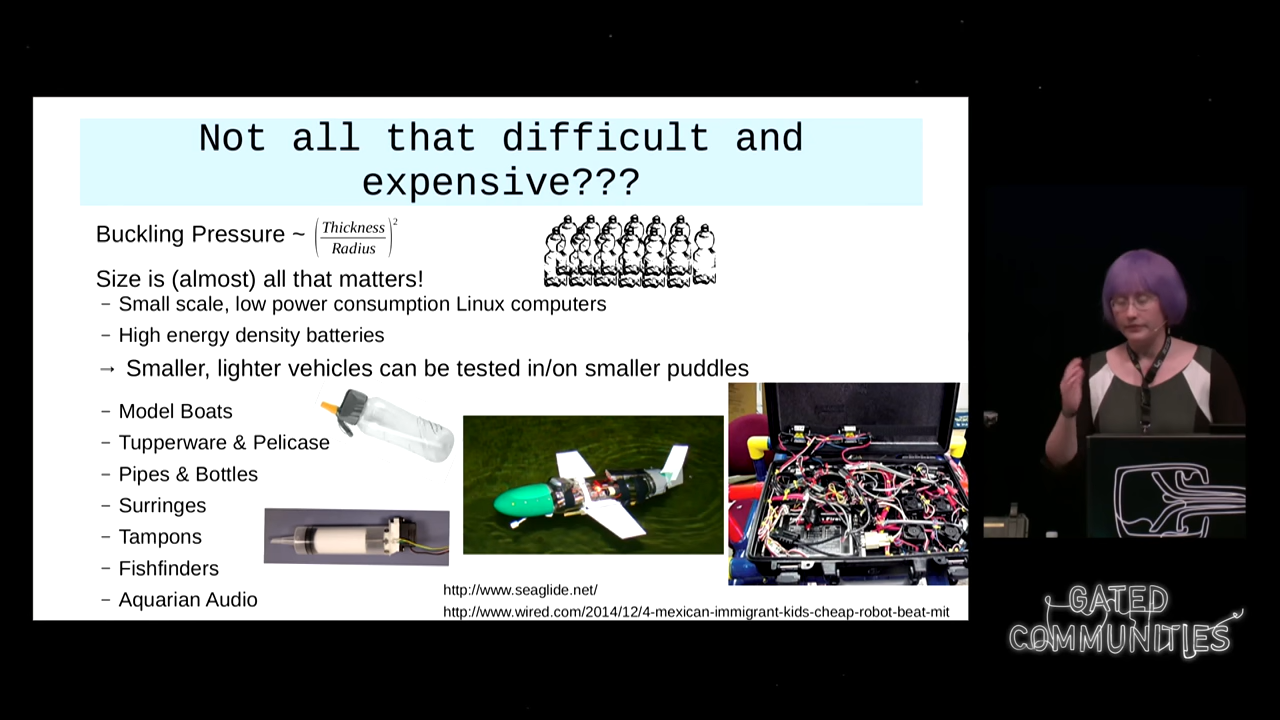 Not all that difficult and
expensive???
Buckling Pressure ~ (Thickness/Radius)²
Size is (almost) all that matters!
– Small scale, low power consumption Linux computers
– High energy density batteries
→ Smaller, lighter vehicles can be tested in/on smaller puddles
– Model Boats
– Tupperware & Pelicase
– Pipes & Bottles
– Surringes
– Tampons
– Fishfinders
– Aquarian Audio
http://www.seaglide.net/
http://www.wired.com/2014/12/4-mexican-immigrant-kids-cheap-robot-beat-mit
GATED
COMMUNITIES